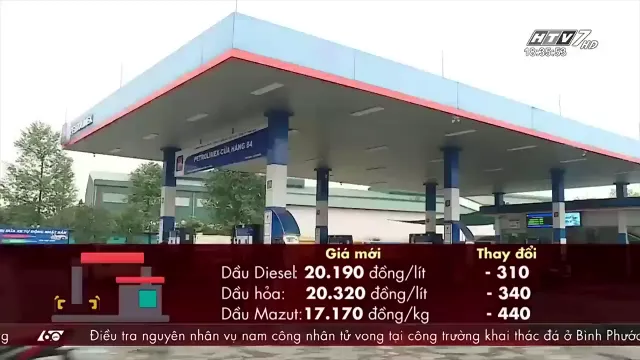 HTV7 HD
18:35:53
PETROLIMEX-CỬA HÀNG 84
Giá mới Thay đổi
Dầu Diesel: 20.190 đồng/lít - 310
Dầu hỏa: 20.320 đồng/lít - 340
Dầu Mazut: 17.170 đồng/kg - 440
Điều tra nguyên nhân vụ nam công nhân tử vong tại công trường khai thác đá ở Bình Phướ